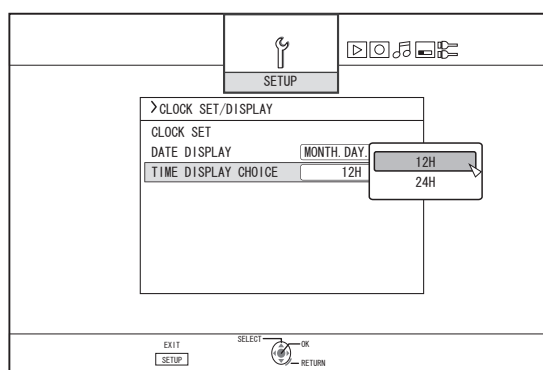 SETUP
>CLOCK SET/DISPLAY
CLOCK SET
DATE DISPLAY MONTH. DAY.
TIME DISPLAY CHOICE 12H
12H
24H
EXIT
SETUP
SELECT
OK
RETURN